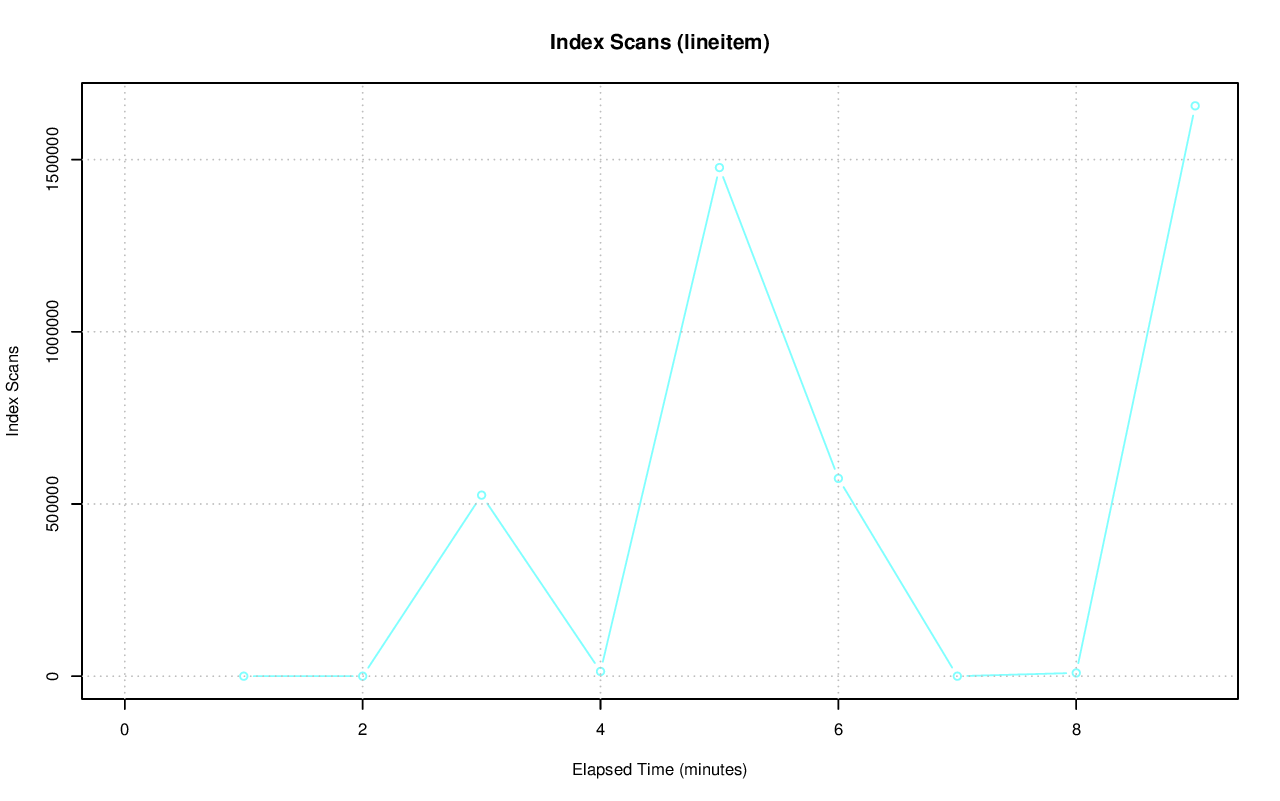 Index Scans (lineitem)
Index Scans
1500000
1000000
500000
0
0 2 4 6 8
Elapsed Time (minutes)